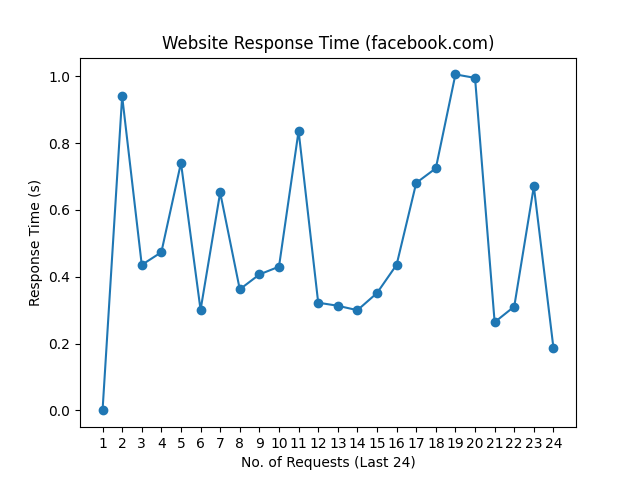 Website Response Time (facebook.com)
Response Time (s)
1.0
0.8
0.6
0.4
0.2
0.0
1 2 3 4 5 6 7 8 9 10 11 12 13 14 15 16 17 18 19 20 21 22 23 24
No. of Requests (Last 24)